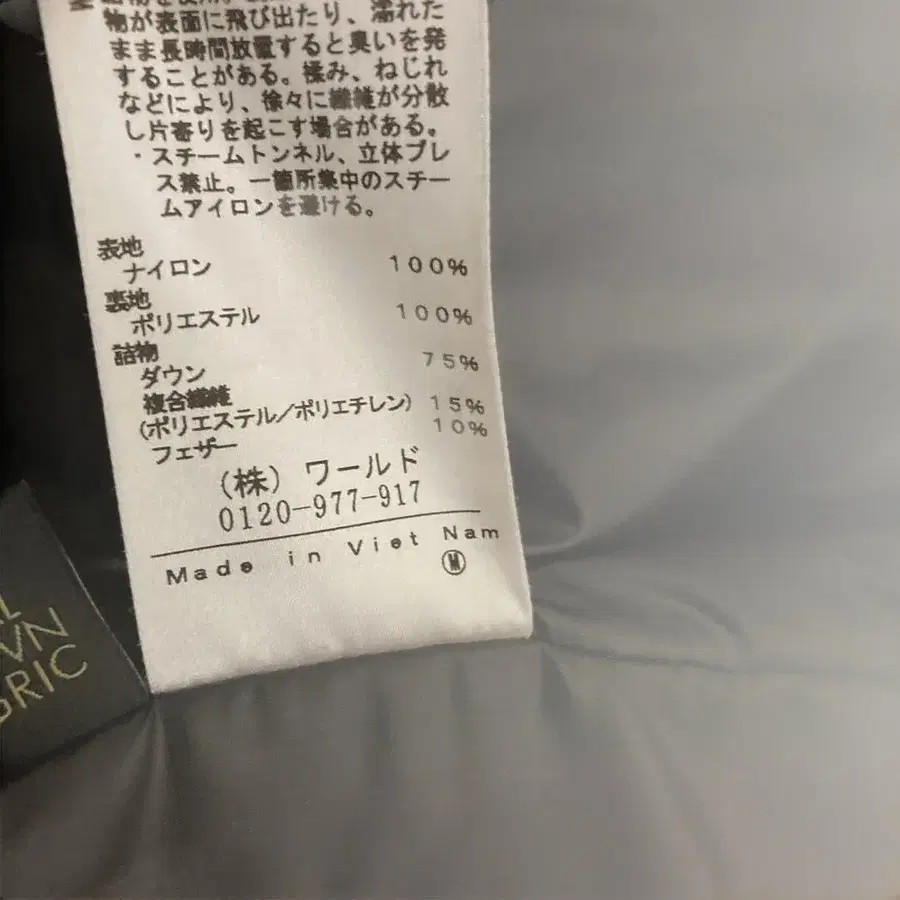 物が表面に飛び出たり、濡れた
まま長時間放置すると臭いを発
することがある。揉み、ねじれ
などにより、徐々に繊維が分散
し片寄りを起こす場合がある。
・スチームトンネル、立体プレ
ス禁止。一箇所集中のスチー
ムアイロンを避ける。
表地
ナイロン 100%
裏地
ポリエステル 100%
詰物
ダウン 75%
複合繊維
(ポリエステル/ポリエチレン) 15%
フェザー 10%
(株) ワールド
0120-977-917
Made in Viet Nam
Ⓜ